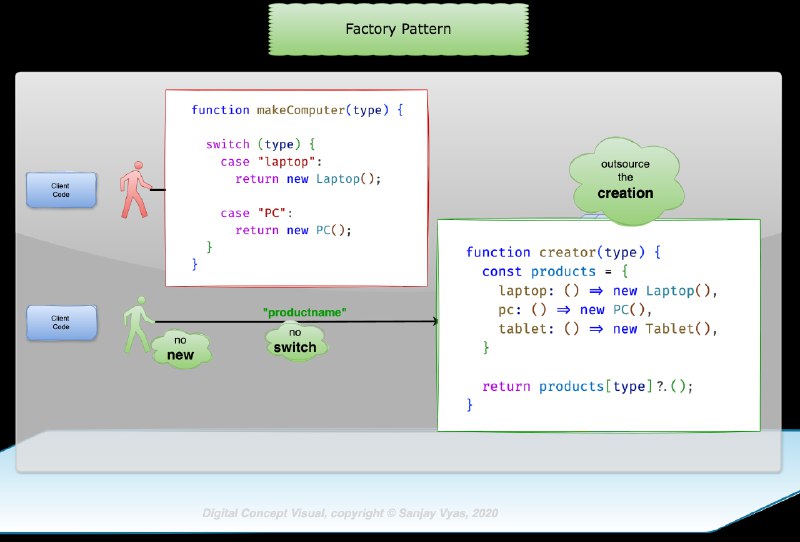 Factory Pattern
function makeComputer(type) {
switch (type) {
case "laptop":
return new Laptop();
case "PC":
return new PC();
}
}
Client
Code
outsource
the
creation
function creator(type) {
const products = {
laptop: () => new Laptop(),
pc: () => new PC(),
tablet: () => new Tablet(),
}
return products[type]?.();
}
Client
Code
"productname"
no
new
no
switch
Digital Concept Visual, copyright © Sanjay Vyas, 2020